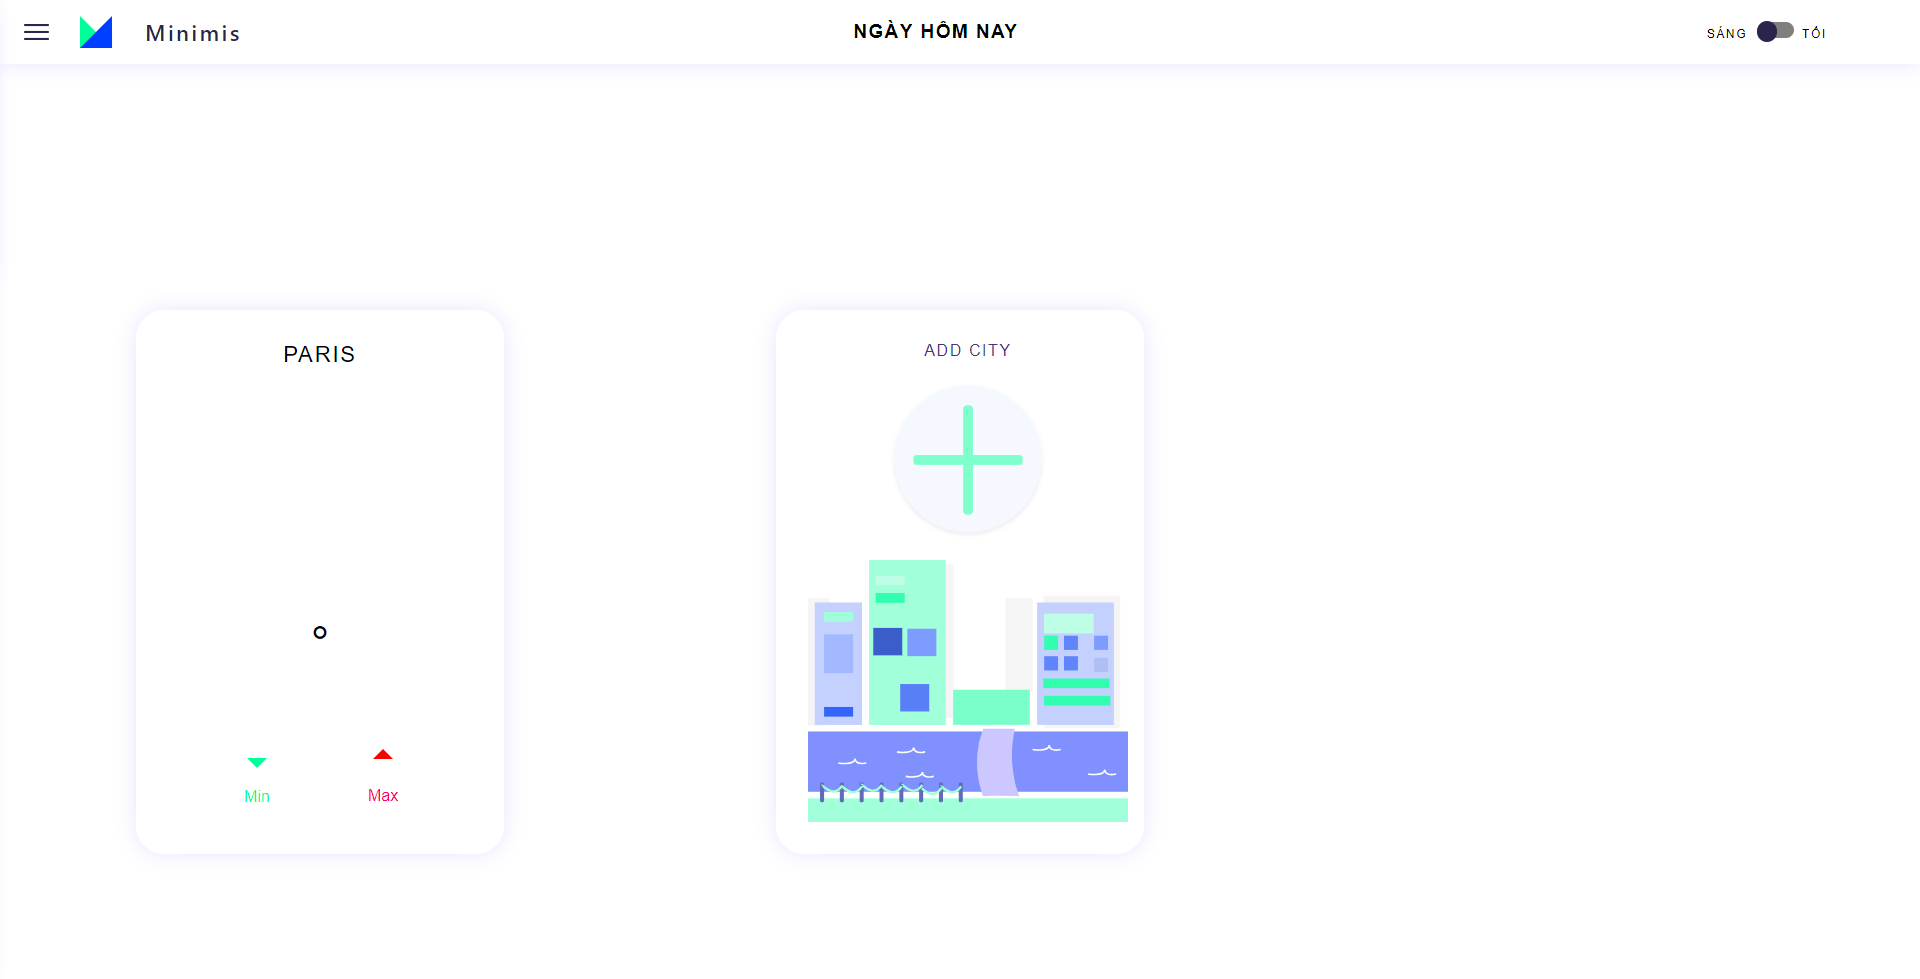 Minimis
NGÀY HÔM NAY
SÁNG TỐI
PARIS
Min
Max
ADD CITY